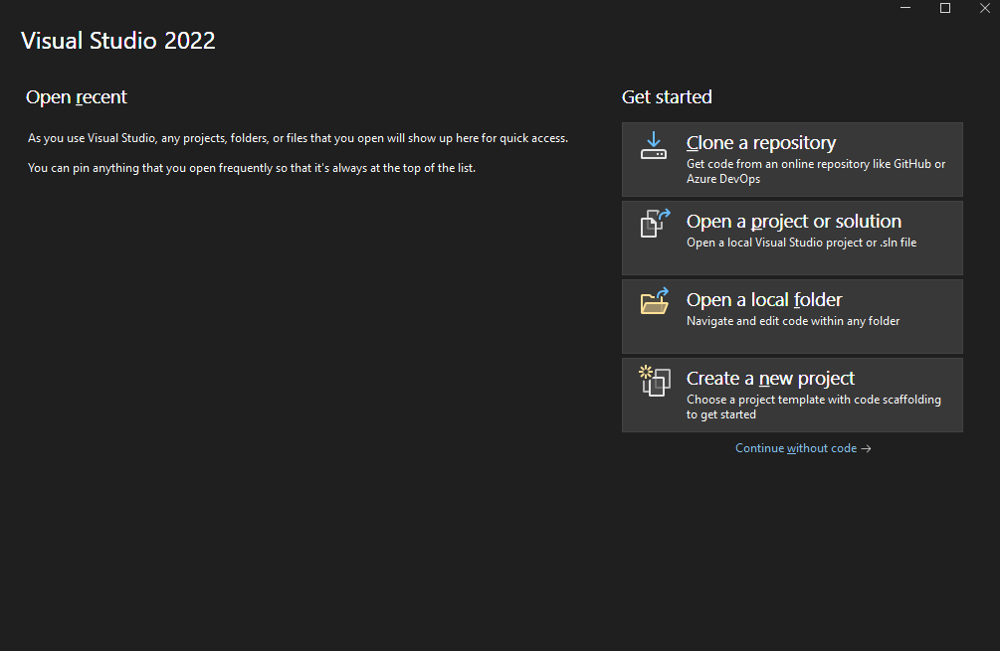 Visual Studio 2022
Open recent
As you use Visual Studio, any projects, folders, or files that you open will show up here for quick access.
You can pin anything that you open frequently so that it's always at the top of the list.
Get started
Clone a repository
Get code from an online repository like GitHub or
Azure DevOps
Open a project or solution
Open a local Visual Studio project or .sln file
Open a local folder
Navigate and edit code within any folder
Create a new project
Choose a project template with code scaffolding
to get started
Continue without code →